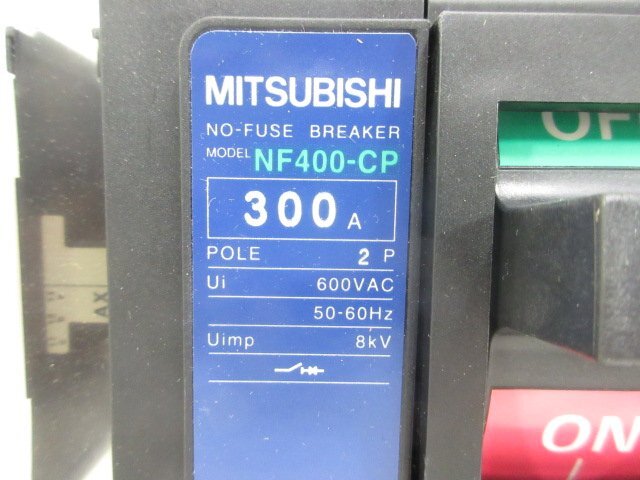 MITSUBISHI
NO-FUSE BREAKER
MODEL NF400-CP
300 A
POLE 2 P
Ui 600VAC
50-60Hz
Uimp 8kV
ON